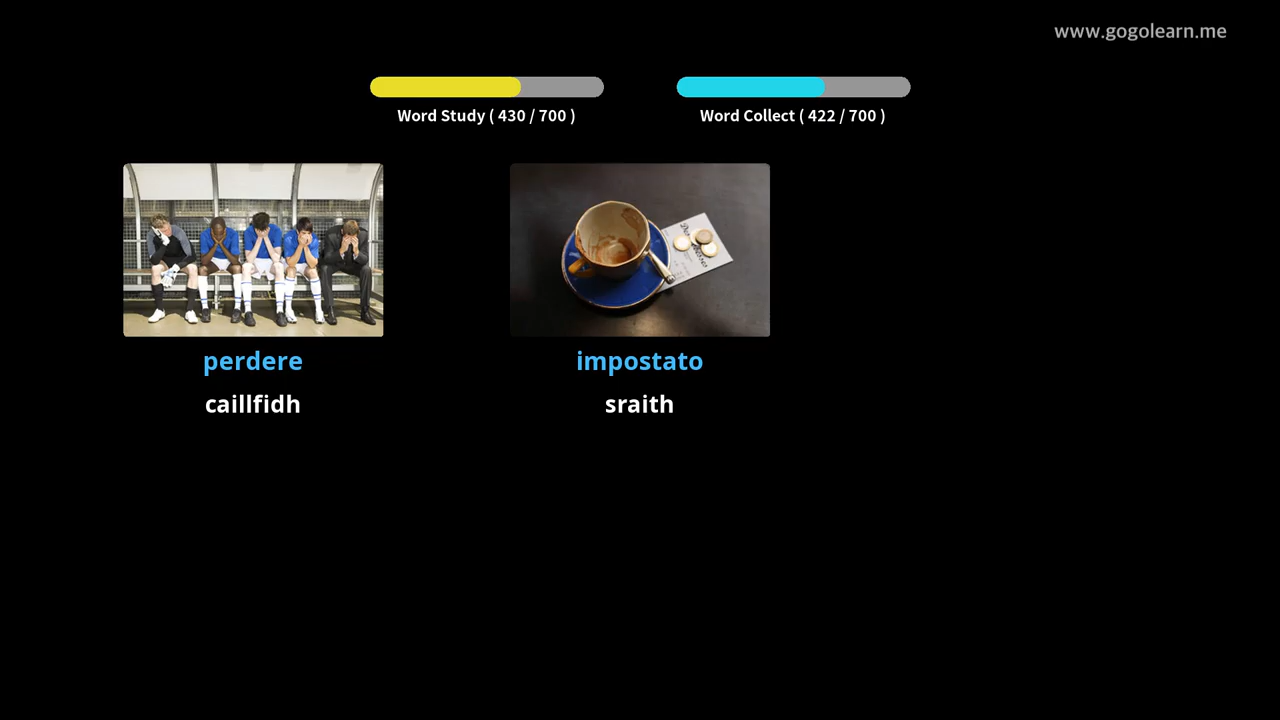 www.gogolearn.me
Word Study ( 430 / 700 )
Word Collect ( 422 / 700 )
perdere
impostato
caillfidh
sraith